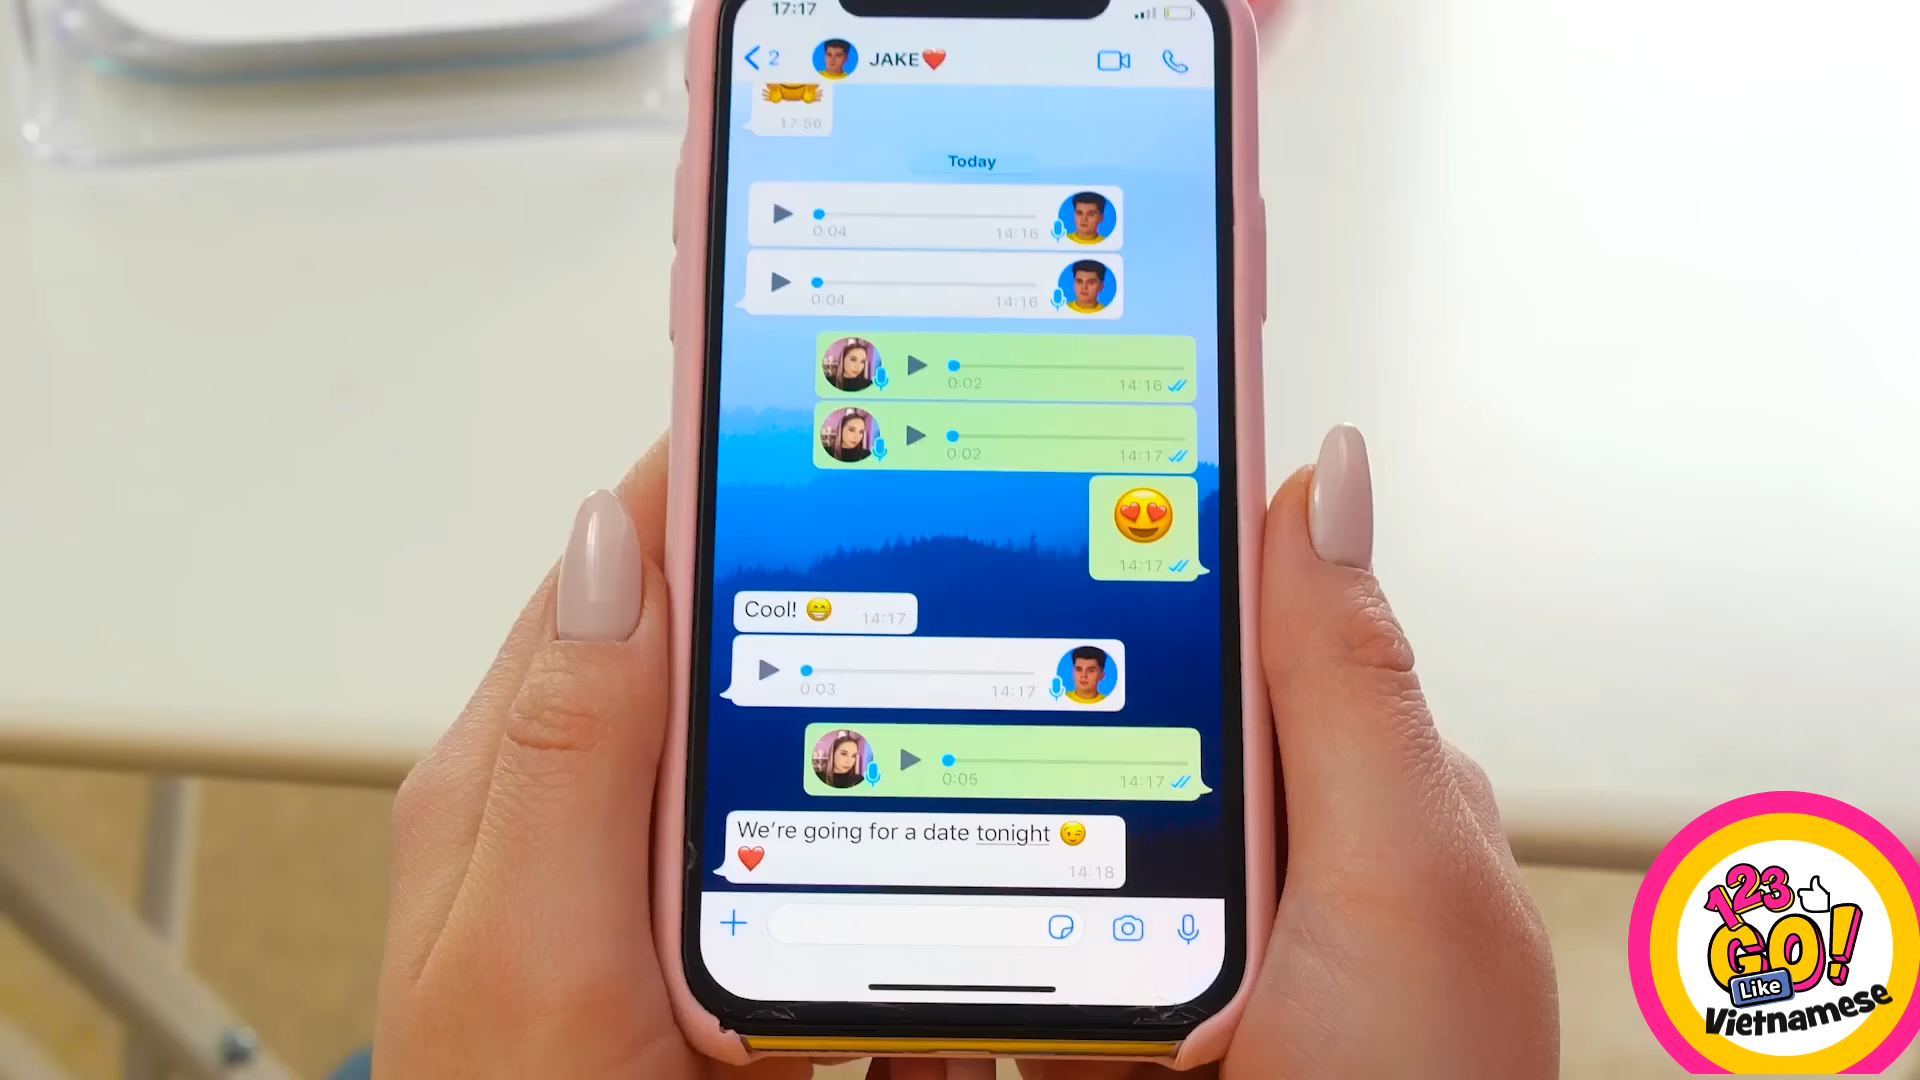 17:17
2
JAKE❤️
17:56
Today
0:04 14:16
0:04 14:16
0:02 14:16
0:02 14:17
14:17
Cool! 😁 14:17
0:03 14:17
0:05 14:17
We're going for a date tonight 😉
❤️ 14:18
123
GO!
Like
Vietnamese